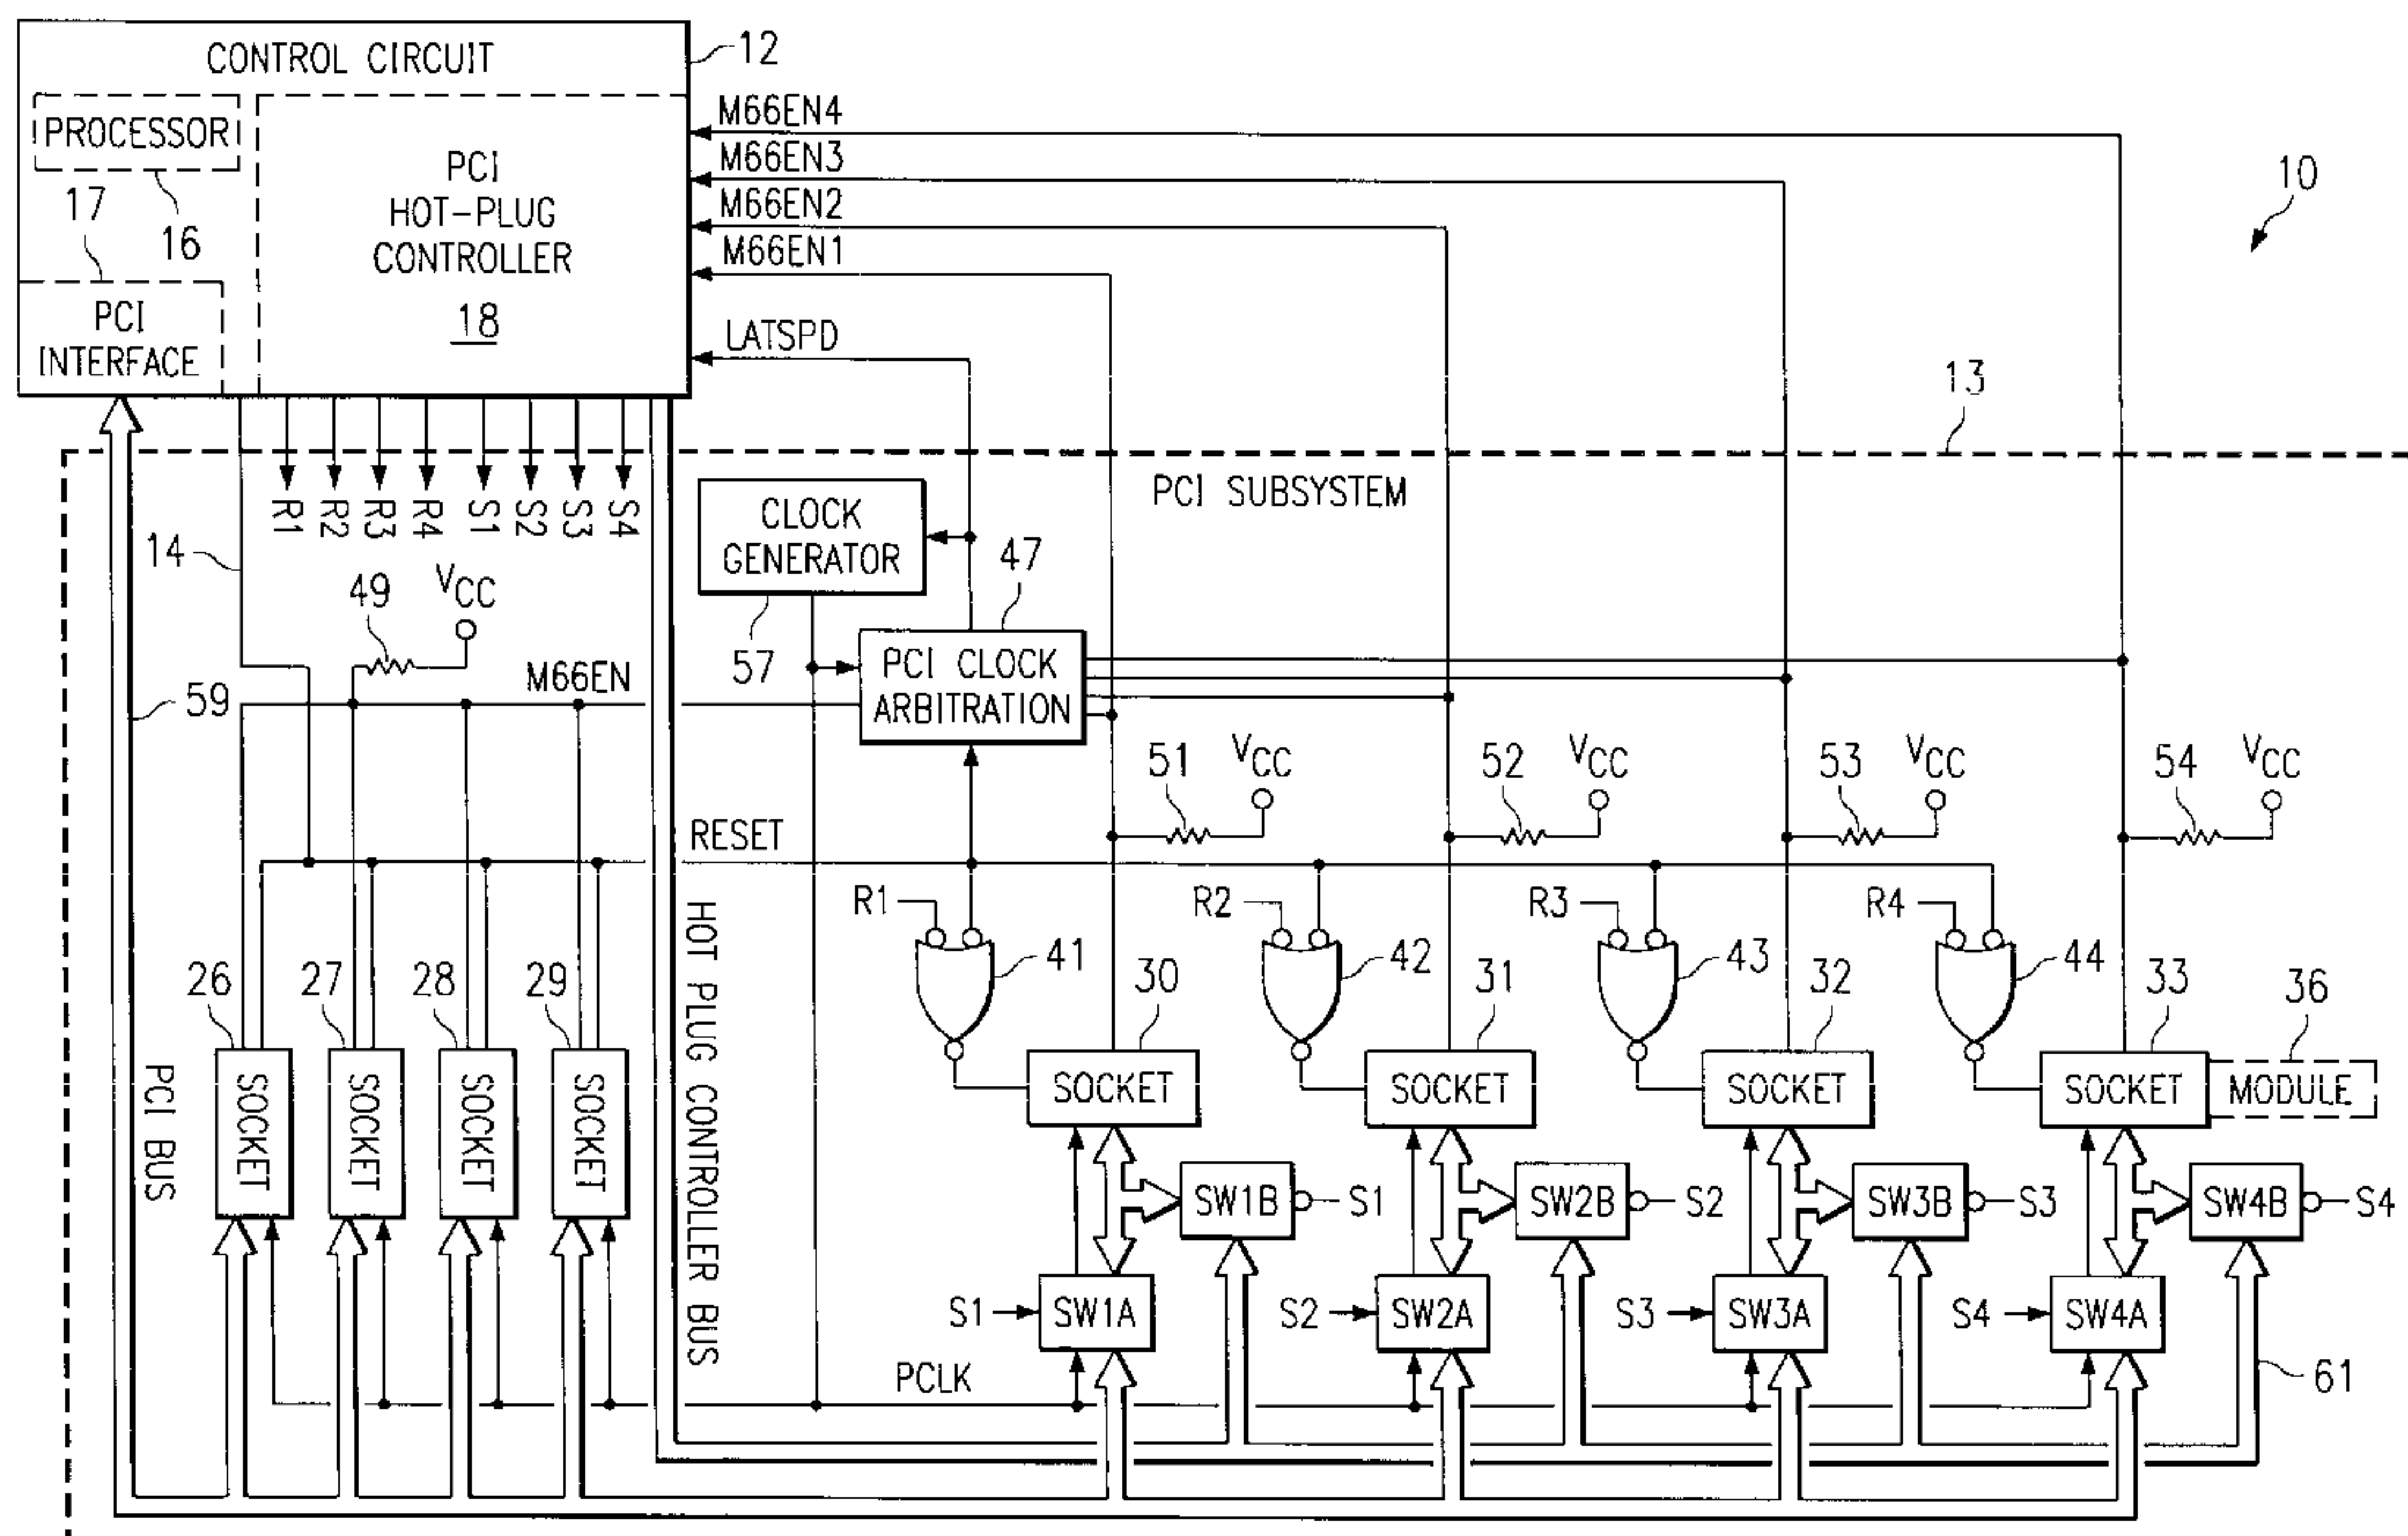 CONTROL CIRCUIT
12
PROCESSOR
16
17
PCI
INTERFACE
PCI
HOT-PLUG
CONTROLLER
18
M66EN4
M66EN3
M66EN2
M66EN1
LATSPD
10
13
PCI SUBSYSTEM
R1
R2
R3
R4
S1
S2
S3
S4
14
CLOCK
GENERATOR
57
47
PCI CLOCK
ARBITRATION
49
VCC
M66EN
59
51
VCC
52
VCC
53
VCC
54
VCC
RESET
R1
41
R2
42
R3
43
R4
44
26
27
28
29
30
31
32
33
36
SOCKET
SOCKET
SOCKET
SOCKET
SOCKET
SOCKET
SOCKET
SOCKET
MODULE
PCI BUS
HOT PLUG CONTROLLER BUS
SW1B
S1
SW2B
S2
SW3B
S3
SW4B
S4
S1
SW1A
S2
SW2A
S3
SW3A
S4
SW4A
PCLK
61